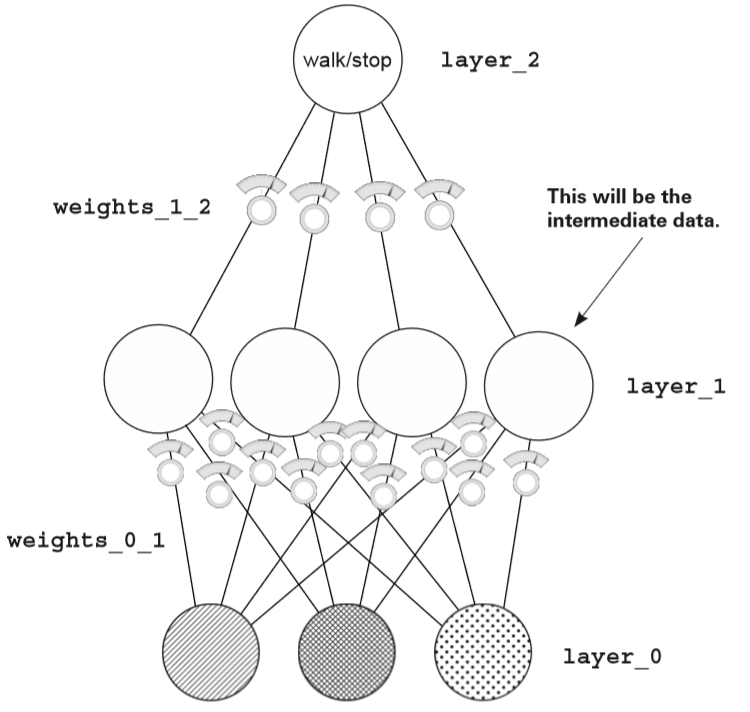 walk/stop
layer_2
weights_1_2
This will be the
intermediate data.
layer_1
weights_0_1
layer_0